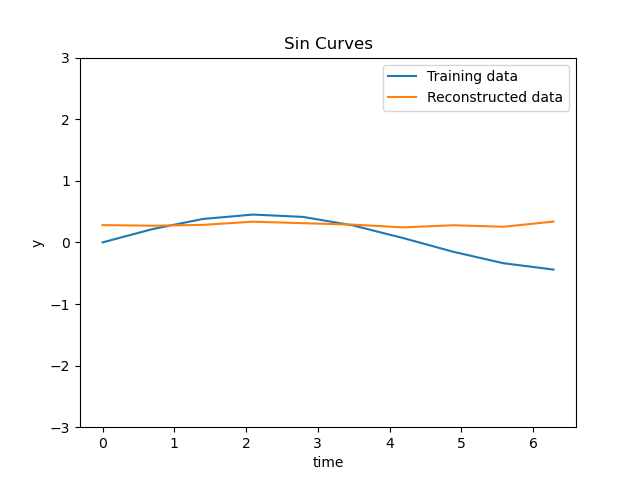 Sin Curves
Training data
Reconstructed data
3
2
1
0
−1
−2
−3
y
0 1 2 3 4 5 6
time